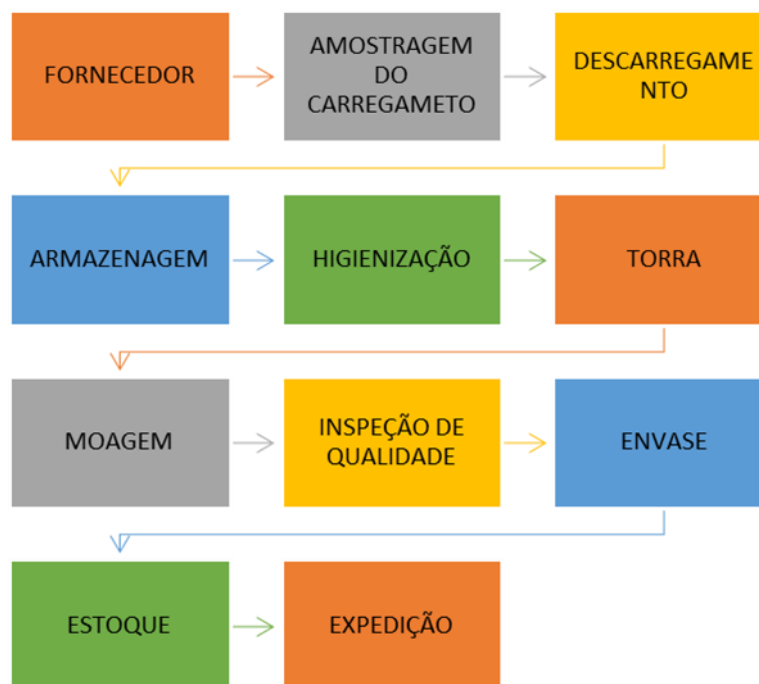 FORNECEDOR
AMOSTRAGEM
DO
CARREGAMETO
DESCARREGAME
NTO
ARMAZENAGEM
HIGIENIZAÇÃO
TORRA
MOAGEM
INSPEÇÃO DE
QUALIDADE
ENVASE
ESTOQUE
EXPEDIÇÃO